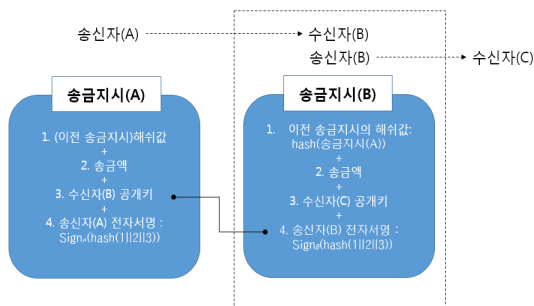 송신자(A)
수신자(B)
송신자(B)
수신자(C)
송금지시(A)
1. (이전 송금지시)해쉬값
+
2. 송금액
+
3. 수신자(B) 공개키
+
4. 송신자(A) 전자서명 :
Signₐ(hash(1||2||3))
송금지시(B)
1. 이전 송금지시의 해쉬값:
hash(송금지시(A))
+
2. 송금액
+
3. 수신자(C) 공개키
+
4. 송신자(B) 전자서명 :
Sign(hash(1||2||3))